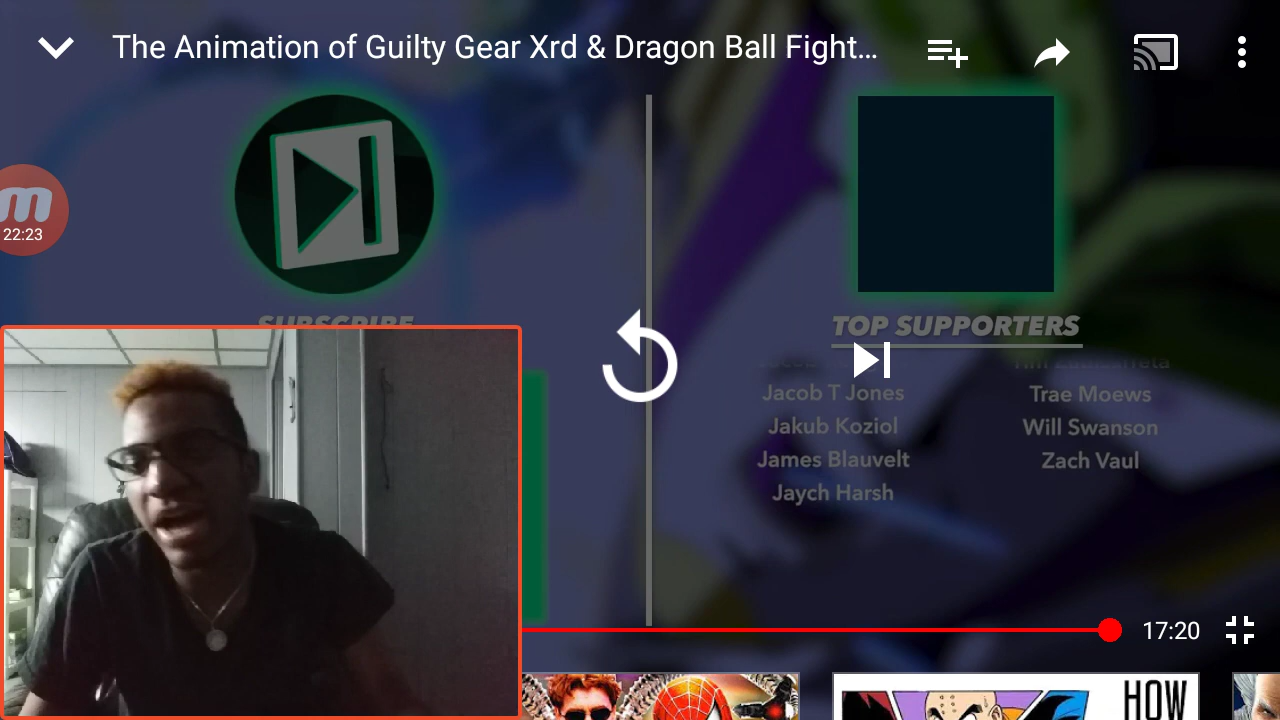 The Animation of Guilty Gear Xrd & Dragon Ball Fight...
m
22:23
SUBSCRIBE
TOP SUPPORTERS
Jacob T Jones
Trae Moews
Jakub Koziol
Will Swanson
James Blauvelt
Zach Vaul
Jaych Harsh
17:20
HOW